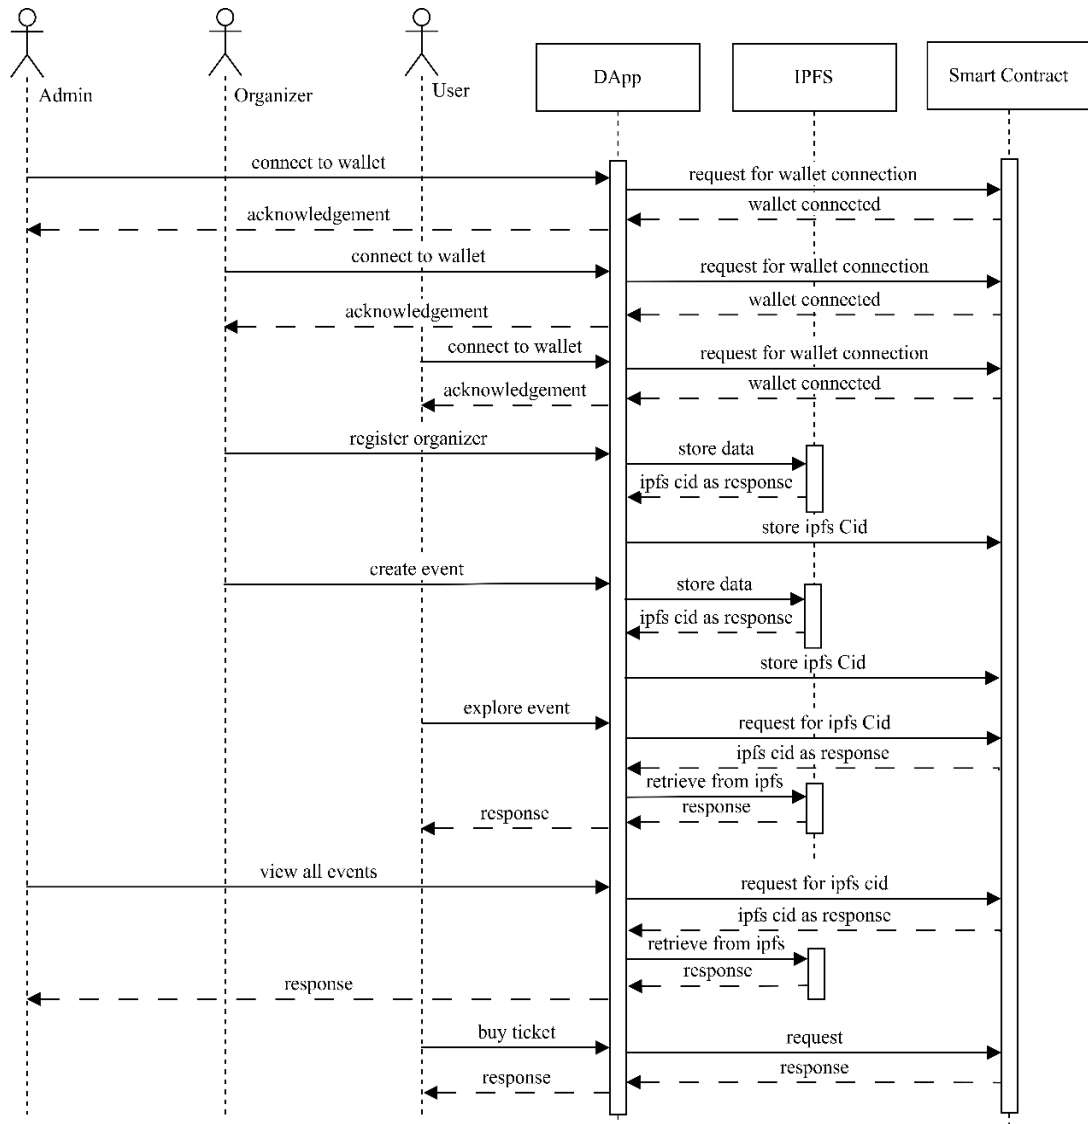 Admin
Organizer
User
DApp
IPFS
Smart Contract
connect to wallet
request for wallet connection
wallet connected
acknowledgement
connect to wallet
request for wallet connection
wallet connected
acknowledgement
connect to wallet
request for wallet connection
wallet connected
acknowledgement
register organizer
store data
ipfs cid as response
store ipfs Cid
create event
store data
ipfs cid as response
store ipfs Cid
explore event
request for ipfs Cid
ipfs cid as response
retrieve from ipfs
response
response
view all events
request for ipfs cid
ipfs cid as response
retrieve from ipfs
response
response
buy ticket
request
response
response